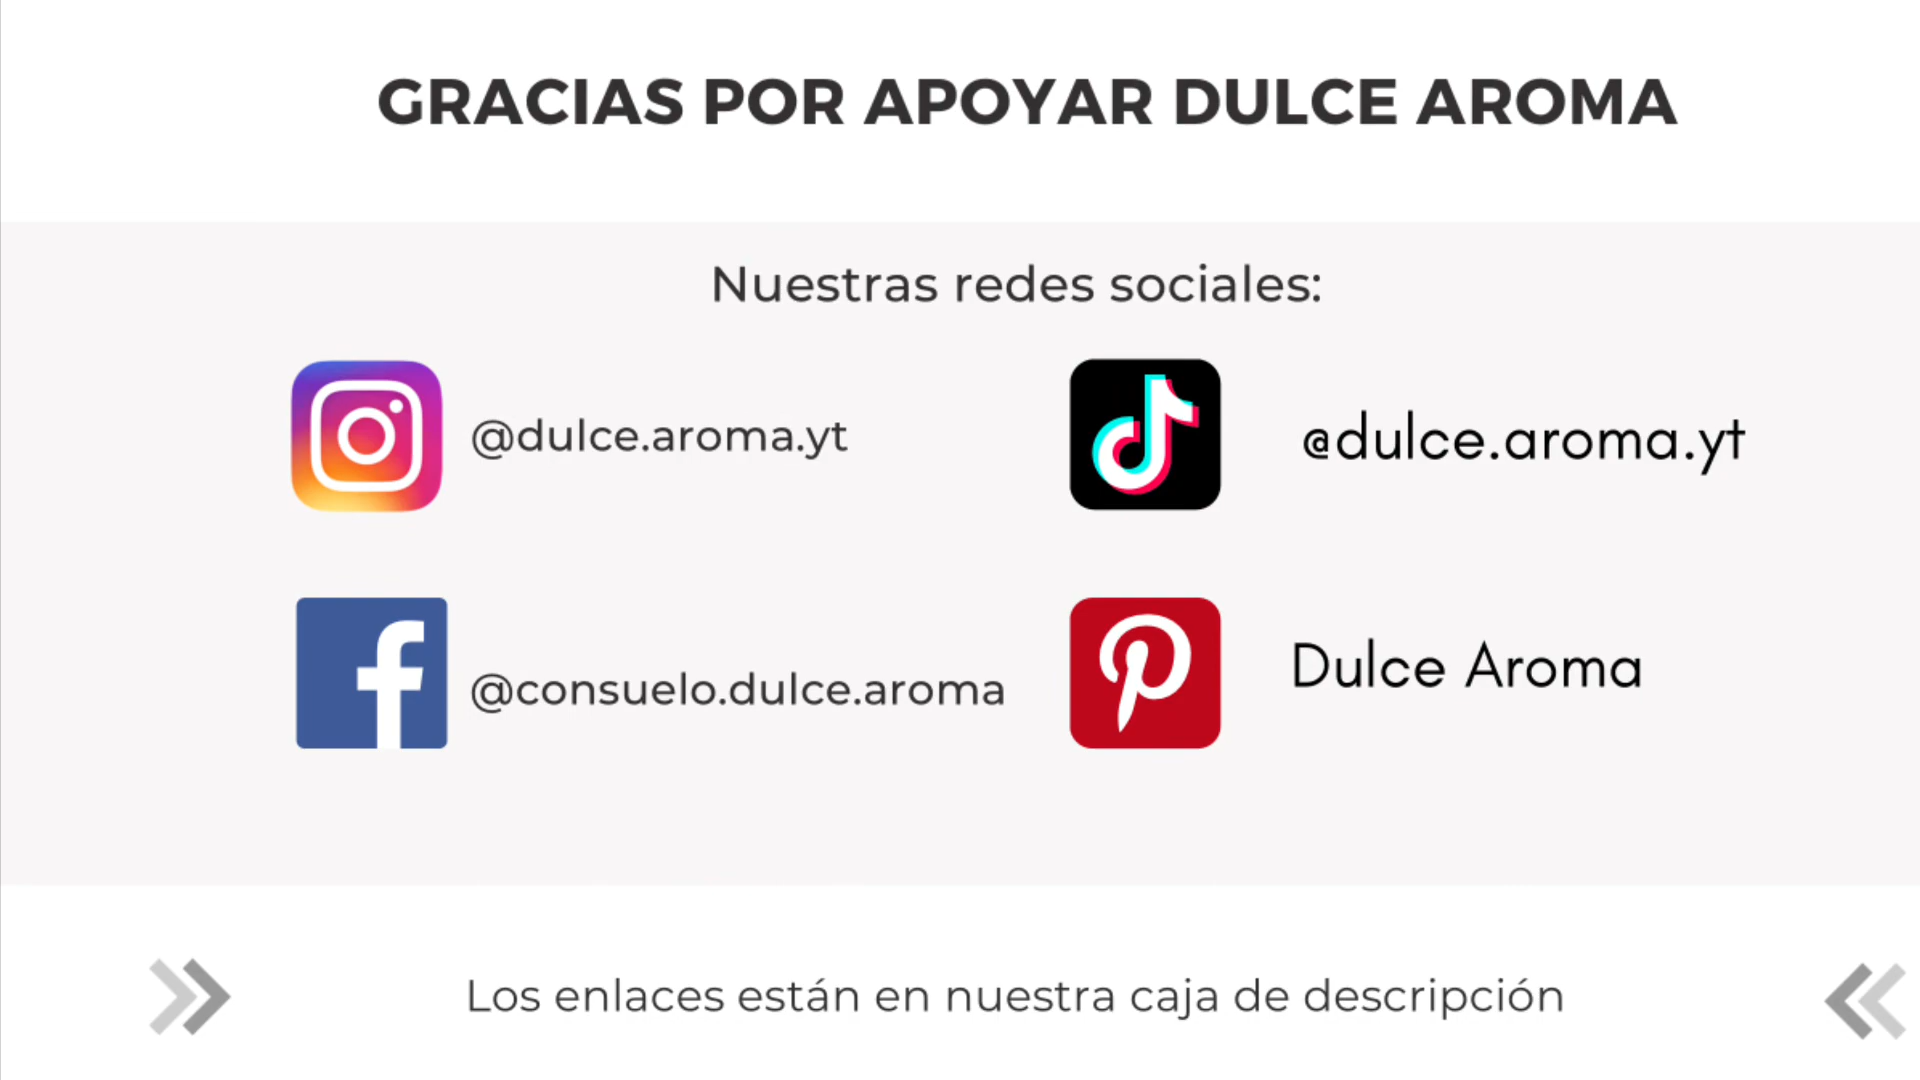 GRACIAS POR APOYAR DULCE AROMA
Nuestras redes sociales:
@dulce.aroma.yt
@dulce.aroma.yt
@consuelo.dulce.aroma
Dulce Aroma
Los enlaces están en nuestra caja de descripción